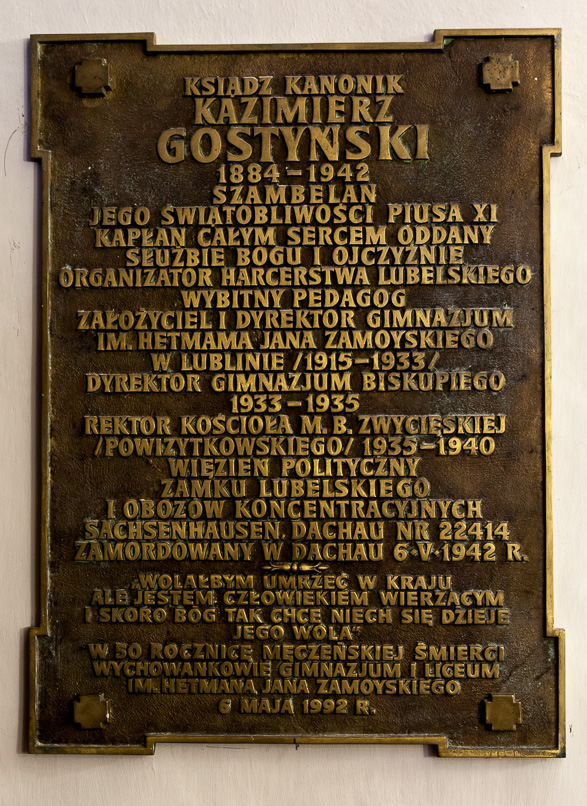 KSIĄDZ KANONIK
KAZIMIERZ
GOSTYŃSKI
1884 – 1942
SZAMBELAN
JEGO ŚWIĄTOBLIWOŚCI PIUSA XI
KAPŁAN CAŁYM SERCEM ODDANY
SŁUŻBIE BOGU I OJCZYŹNIE
ORGANIZATOR HARCERSTWA LUBELSKIEGO
WYBITNY PEDAGOG
ZAŁOŻYCIEL I DYREKTOR GIMNAZJUM
IM. HETMAŃA JANA ZAMOYSKIEGO
W LUBLINIE /1915–1933/
DYREKTOR GIMNAZJUM BISKUPIEGO
1933 – 1935
REKTOR KOŚCIOŁA M. B. ZWYCIĘSKIEJ
/POWIZYTKOWSKIEGO/ 1935–1940
WIĘZIEŃ POLITYCZNY
ZAMKU LUBELSKIEGO
I OBOZÓW KONCENTRACYJNYCH
SACHSENHAUSEN, DACHAU NR 22414
ZAMORDOWANY W DACHAU 6·V·1942 R.
„WOLAŁBYM UMRZEĆ W KRAJU
ALE JESTEM CZŁOWIEKIEM WIERZĄCYM
I SKORO BÓG TAK CHCE NIECH SIĘ DZIEJE
JEGO WOLA"
W 50 ROCZNICĘ MĘCZEŃSKIEJ ŚMIERCI
WYCHOWANKOWIE GIMNAZJUM I LICEUM
IM. HETMANA JANA ZAMOYSKIEGO
6 MAJA 1992 R.